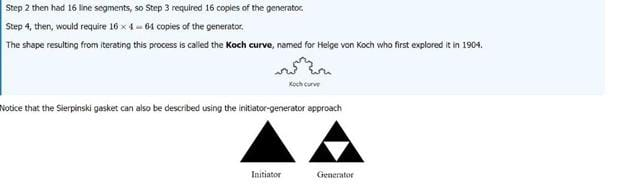 Step 2 then had 16 line segments, so Step 3 required 16 copies of the generator.
Step 4, then, would require 16 × 4 = 64 copies of the generator.
The shape resulting from iterating this process is called the Koch curve, named for Helge von Koch who first explored it in 1904.
Koch curve
Notice that the Sierpinski gasket can also be described using the initiator-generator approach
Initiator Generator